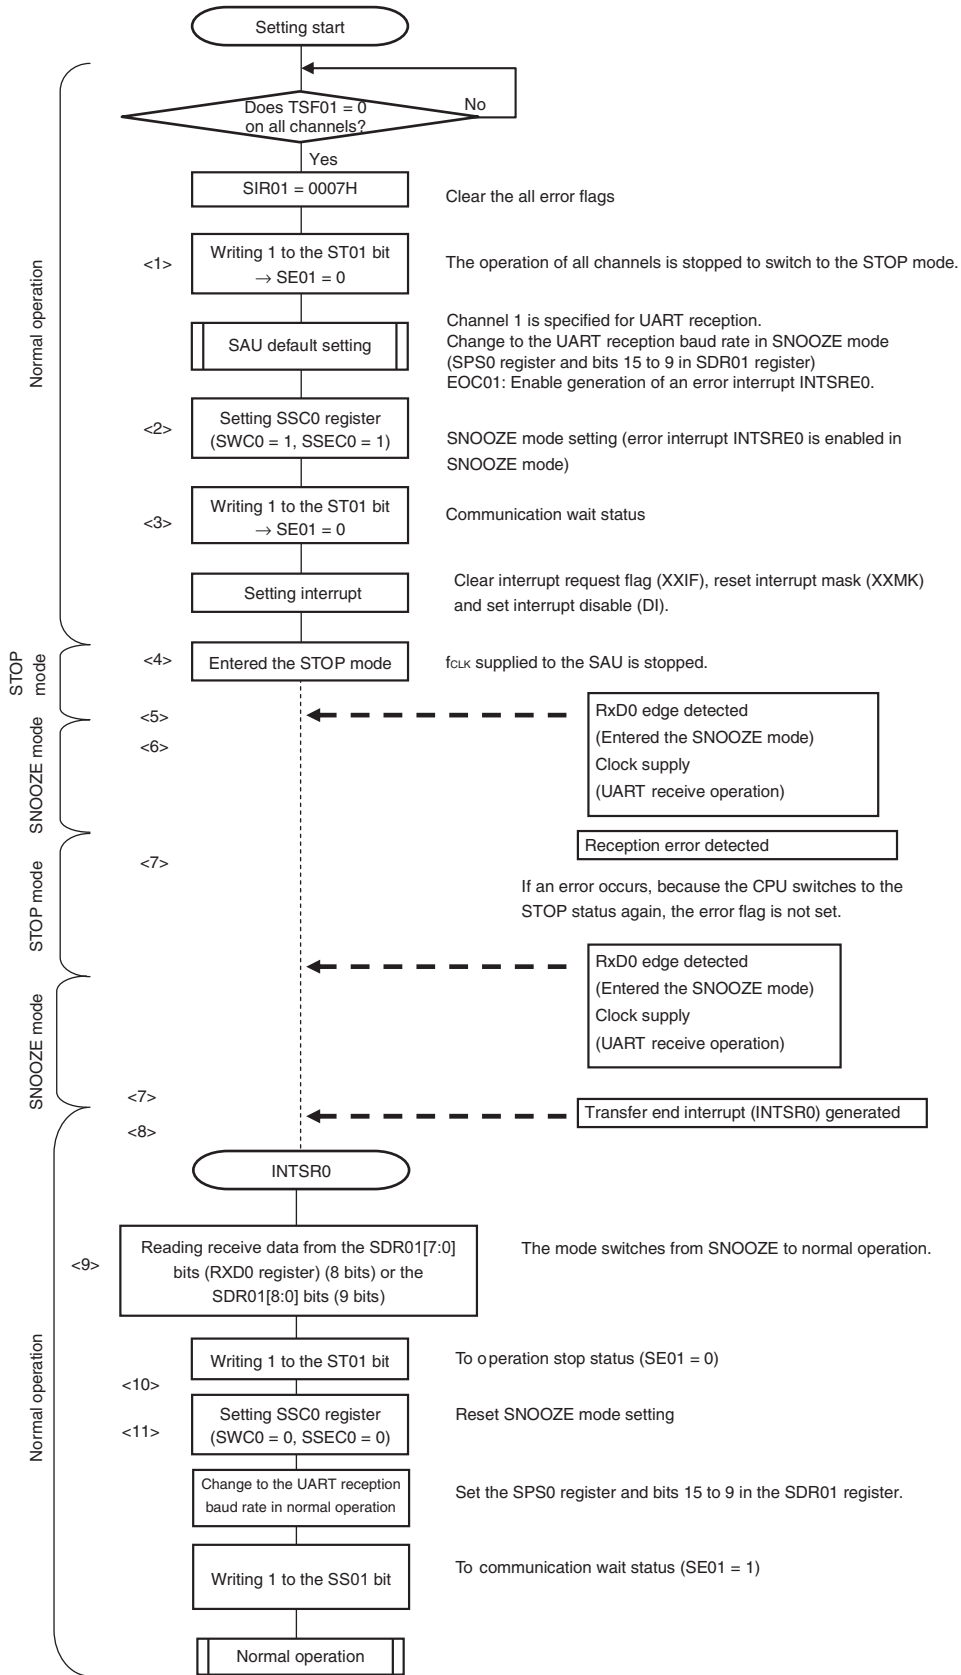 Setting start
Does TSF01 = 0
on all channels?
No
Yes
SIR01 = 0007H
Clear the all error flags
Normal operation
<1>
Writing 1 to the ST01 bit
→ SE01 = 0
The operation of all channels is stopped to switch to the STOP mode.
SAU default setting
Channel 1 is specified for UART reception.
Change to the UART reception baud rate in SNOOZE mode
(SPS0 register and bits 15 to 9 in SDR01 register)
EOC01: Enable generation of an error interrupt INTSRE0.
<2>
Setting SSC0 register
(SWC0 = 1, SSEC0 = 1)
SNOOZE mode setting (error interrupt INTSRE0 is enabled in
SNOOZE mode)
<3>
Writing 1 to the ST01 bit
→ SE01 = 0
Communication wait status
Setting interrupt
Clear interrupt request flag (XXIF), reset interrupt mask (XXMK)
and set interrupt disable (DI).
STOP
mode
<4>
Entered the STOP mode
fCLK supplied to the SAU is stopped.
<5>
<6>
SNOOZE mode
RxD0 edge detected
(Entered the SNOOZE mode)
Clock supply
(UART receive operation)
Reception error detected
<7>
STOP mode
If an error occurs, because the CPU switches to the
STOP status again, the error flag is not set.
RxD0 edge detected
(Entered the SNOOZE mode)
Clock supply
(UART receive operation)
SNOOZE mode
<7>
Transfer end interrupt (INTSR0) generated
<8>
INTSR0
<9>
Reading receive data from the SDR01[7:0]
bits (RXD0 register) (8 bits) or the
SDR01[8:0] bits (9 bits)
The mode switches from SNOOZE to normal operation.
Normal operation
Writing 1 to the ST01 bit
To operation stop status (SE01 = 0)
<10>
<11>
Setting SSC0 register
(SWC0 = 0, SSEC0 = 0)
Reset SNOOZE mode setting
Change to the UART reception
baud rate in normal operation
Set the SPS0 register and bits 15 to 9 in the SDR01 register.
Writing 1 to the SS01 bit
To communication wait status (SE01 = 1)
Normal operation